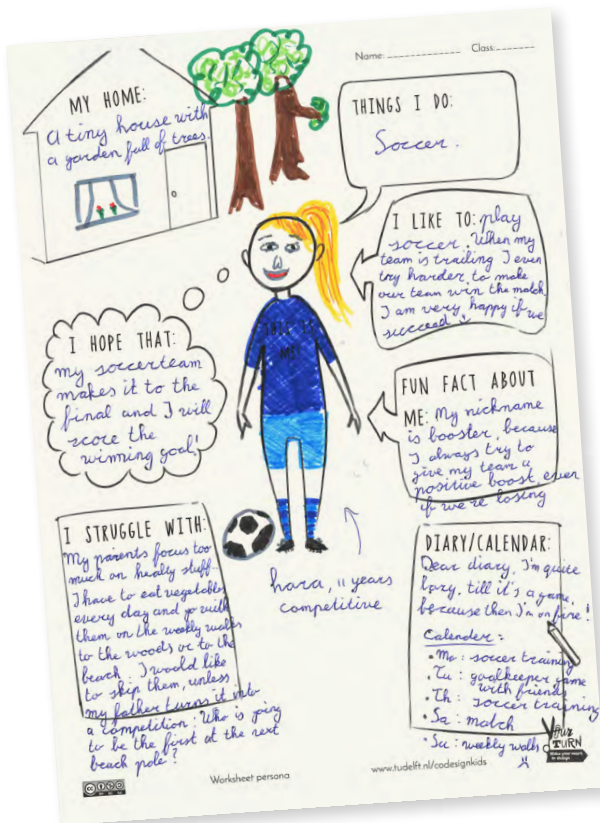 Name: _____________ Class: _______
MY HOME:
a tiny house with
a garden full of trees.
THINGS I DO:
Soccer.
I LIKE TO: play
soccer. When my
team is trailing I even
try harder to make
our team win the match
I am very happy if we
succeed
I HOPE THAT:
my soccerteam
makes it to the
final and I will
score the
winning goal!
THIS IS
ME!
FUN FACT ABOUT
ME: My nickname
is booster, because
I always try to
give my team a
positive boost even
if we're losing
I STRUGGLE WITH:
My parents focus too
much on healty stuff..
I have to eat vegetables
every day and go with
them on the weekly walks
to the woods or to the
beach. I would like
to skip them, unless
my father turns it into
a competition: Who is going
to be the first at the next
beach pole?
hara, 11 years
competitive
DIARY/CALENDAR:
Dear diary, I'm quite
lazy, till it's a game,
because then I'm on fire!
Calender:
• Mo: soccer training
• Tu: goalkeeper game
with friends
• Th: soccer training
• Sa: match
• Su: weekly walk
Worksheet persona
www.tudelft.nl/codesignkids
YOUR
TURN